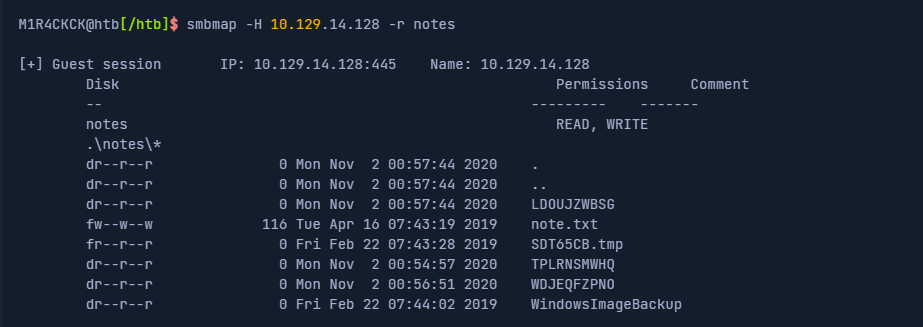 M1R4CKCK@htb[/htb]$ smbmap -H 10.129.14.128 -r notes
[+] Guest session IP: 10.129.14.128:445 Name: 10.129.14.128
Disk Permissions Comment
-- --------- -------
notes READ, WRITE
.\notes\*
dr--r--r 0 Mon Nov 2 00:57:44 2020 .
dr--r--r 0 Mon Nov 2 00:57:44 2020 ..
dr--r--r 0 Mon Nov 2 00:57:44 2020 LDOUJZWBSG
fw--w--w 116 Tue Apr 16 07:43:19 2019 note.txt
fr--r--r 0 Fri Feb 22 07:43:28 2019 SDT65CB.tmp
dr--r--r 0 Mon Nov 2 00:54:57 2020 TPLRNSMWHQ
dr--r--r 0 Mon Nov 2 00:56:51 2020 WDJEQFZPNO
dr--r--r 0 Fri Feb 22 07:44:02 2019 WindowsImageBackup